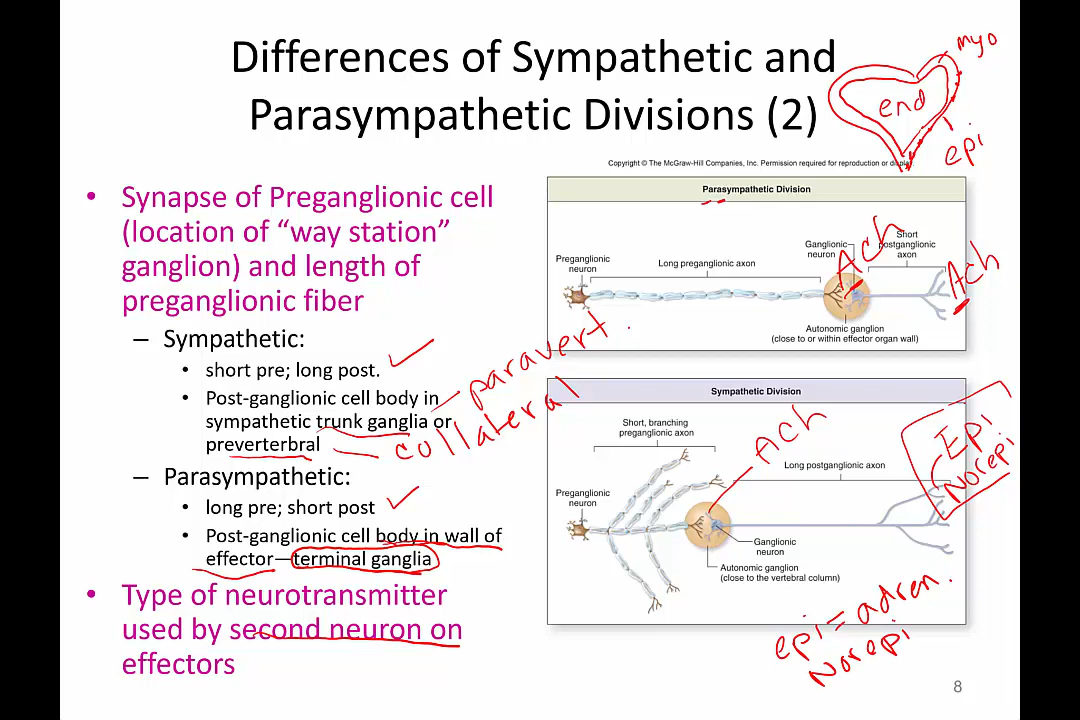 Differences of Sympathetic and
Parasympathetic Divisions (2)
myo
end
epi
Copyright © The McGraw-Hill Companies, Inc. Permission required for reproduction or display.
• Synapse of Preganglionic cell
(location of “way station”
ganglion) and length of
preganglionic fiber
– Sympathetic:
• short pre; long post.
• Post-ganglionic cell body in
sympathetic trunk ganglia or
preverterbral
– Parasympathetic:
• long pre; short post
• Post-ganglionic cell body in wall of
effector—terminal ganglia
• Type of neurotransmitter
used by second neuron on
effectors
paravert.
collateral
Parasympathetic Division
Preganglionic
neuron
Long preganglionic axon
Ganglionic
neuron
Short
postganglionic
axon
Ach
Ach
Autonomic ganglion
(close to or within effector organ wall)
Sympathetic Division
Short, branching
preganglionic axon
Ach
Long postganglionic axon
Epi
Norepi
Preganglionic
neuron
Ganglionic
neuron
Autonomic ganglion
(close to the vertebral column)
epi = adren.
Norepi
8